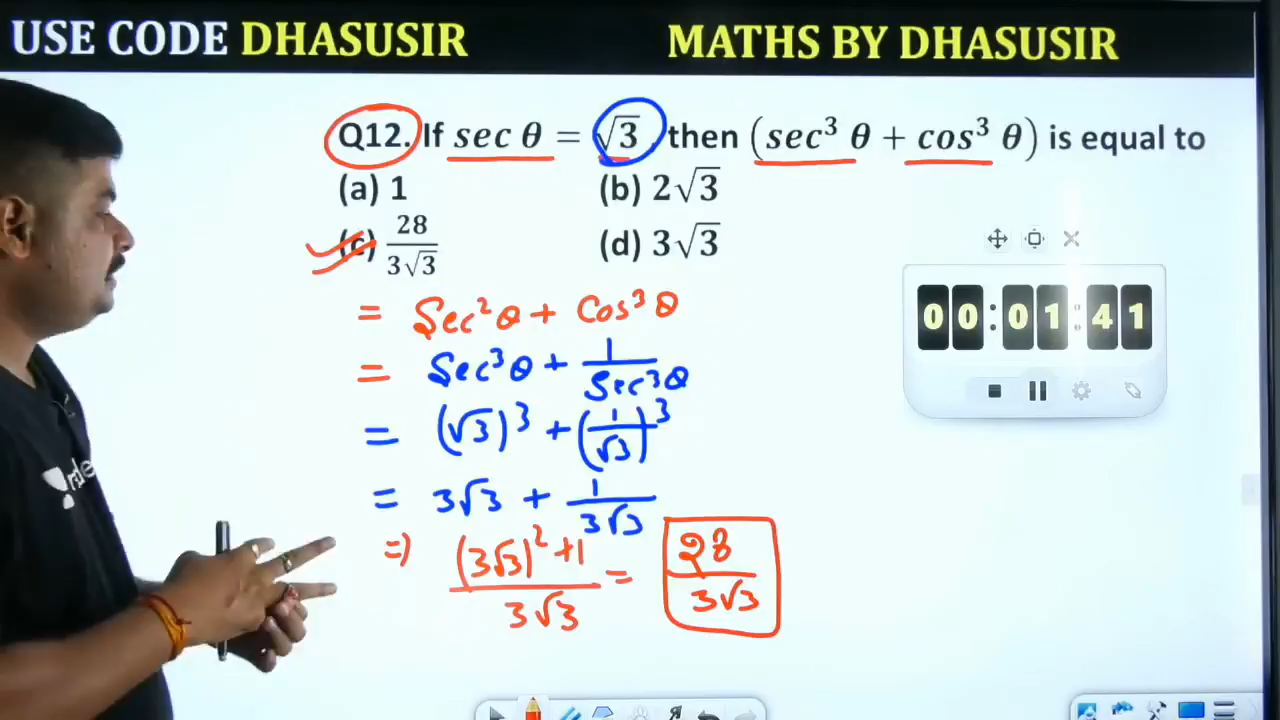 USE CODE DHASUSIR
MATHS BY DHASUSIR
Q12. If sec θ = √3 then (sec³ θ + cos³ θ) is equal to
(a) 1 (b) 2√3
(c) 28/3√3 (d) 3√3
00:01:41
= Sec²θ + Cos³θ
= Sec³θ + 1/Sec³θ
= (√3)³ + (1/√3)³
= 3√3 + 1/3√3
=> (3√3)² + 1/3√3 = 28/3√3